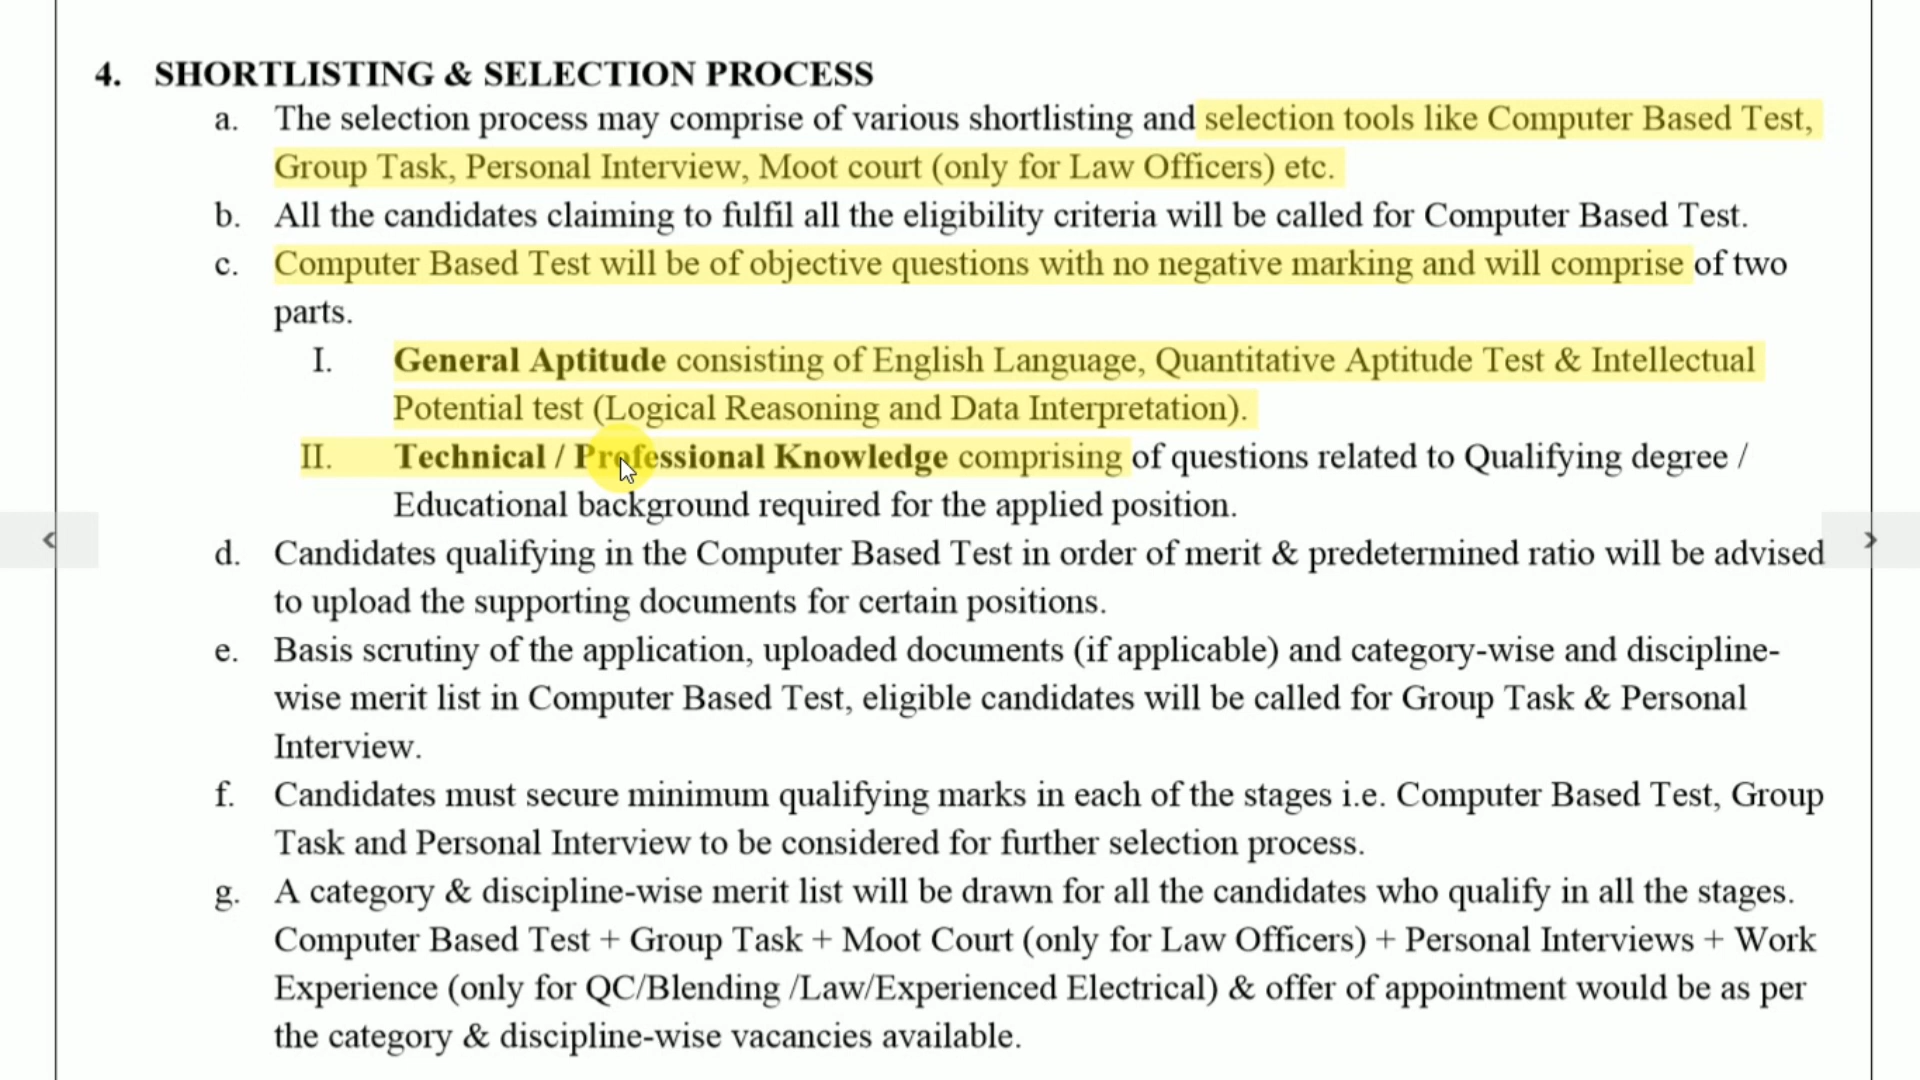 4. SHORTLISTING & SELECTION PROCESS
a. The selection process may comprise of various shortlisting and selection tools like Computer Based Test,
Group Task, Personal Interview, Moot court (only for Law Officers) etc.
b. All the candidates claiming to fulfil all the eligibility criteria will be called for Computer Based Test.
c. Computer Based Test will be of objective questions with no negative marking and will comprise of two
parts.
I. General Aptitude consisting of English Language, Quantitative Aptitude Test & Intellectual
Potential test (Logical Reasoning and Data Interpretation).
II. Technical / Professional Knowledge comprising of questions related to Qualifying degree /
Educational background required for the applied position.
d. Candidates qualifying in the Computer Based Test in order of merit & predetermined ratio will be advised
to upload the supporting documents for certain positions.
e. Basis scrutiny of the application, uploaded documents (if applicable) and category-wise and discipline-
wise merit list in Computer Based Test, eligible candidates will be called for Group Task & Personal
Interview.
f. Candidates must secure minimum qualifying marks in each of the stages i.e. Computer Based Test, Group
Task and Personal Interview to be considered for further selection process.
g. A category & discipline-wise merit list will be drawn for all the candidates who qualify in all the stages.
Computer Based Test + Group Task + Moot Court (only for Law Officers) + Personal Interviews + Work
Experience (only for QC/Blending /Law/Experienced Electrical) & offer of appointment would be as per
the category & discipline-wise vacancies available.